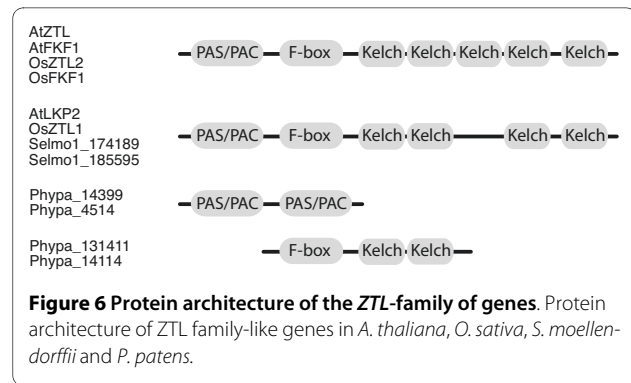 AtZTL
AtFKF1
OsZTL2
OsFKF1
PAS/PAC F-box Kelch Kelch Kelch Kelch Kelch
AtLKP2
OsZTL1
Selmo1_174189
Selmo1_185595
PAS/PAC F-box Kelch Kelch Kelch Kelch
Phypa_14399
Phypa_4514
PAS/PAC PAS/PAC
Phypa_131411
Phypa_14114
F-box Kelch Kelch
Figure 6 Protein architecture of the ZTL-family of genes. Protein
architecture of ZTL family-like genes in A. thaliana, O. sativa, S. moellen-
dorffii and P. patens.